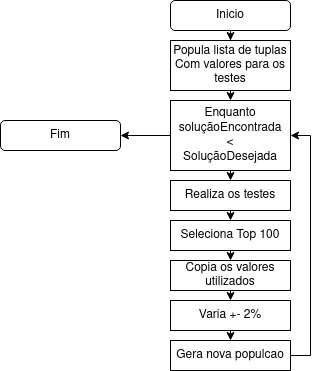 Inicio
Popula lista de tuplas
Com valores para os
testes
Enquanto
soluçãoEncontrada
<
SoluçãoDesejada
Fim
Realiza os testes
Seleciona Top 100
Copia os valores
utilizados
Varia +- 2%
Gera nova populcao